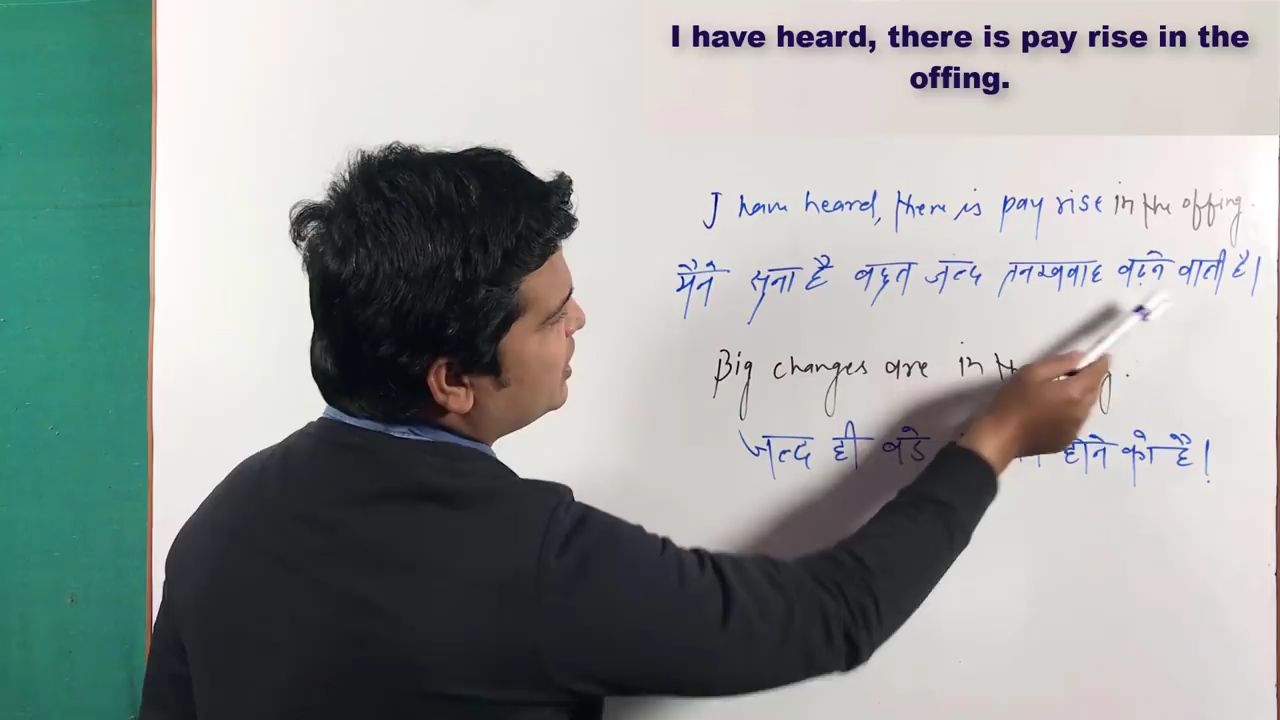 I have heard, there is pay rise in the
offing.
I have heard, there is pay rise in the offing.
मैंने सुना है बहुत जल्द तनख्वाह बढ़ने वाली है।
Big changes are in
जल्द ही बडे होने को है।